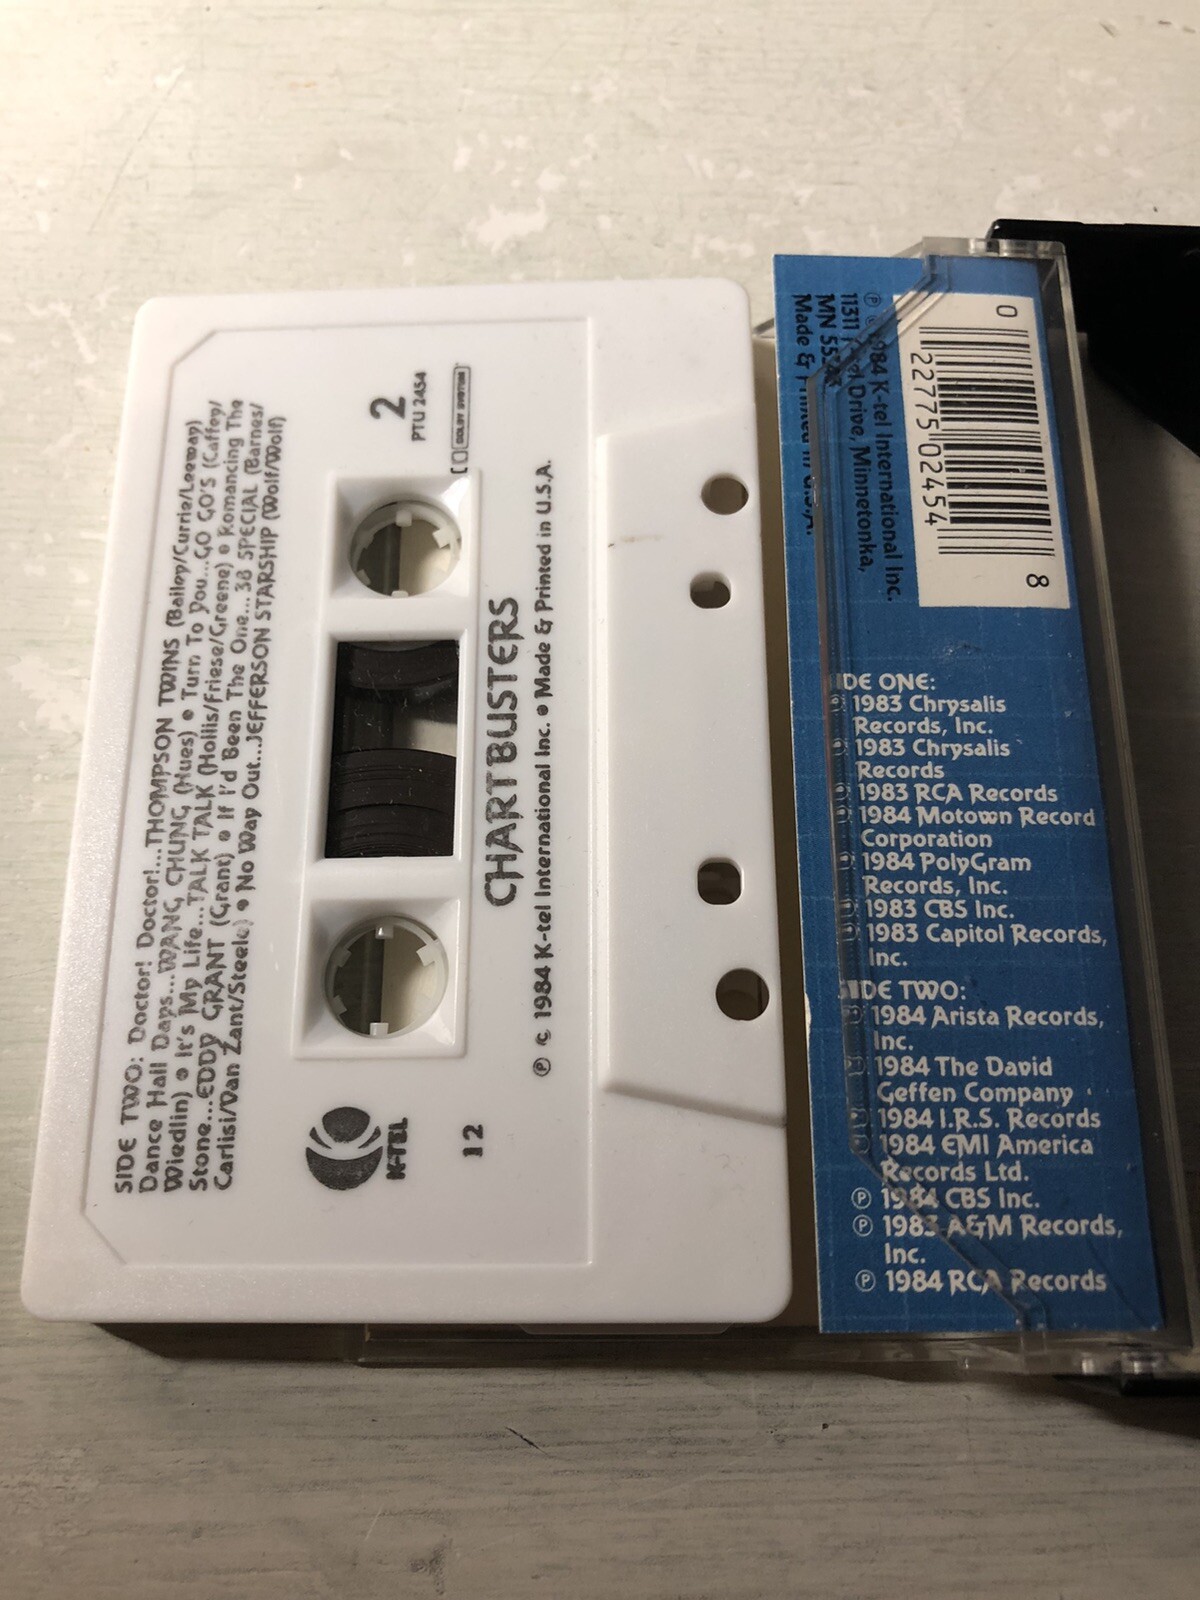 SIDE TWO: Doctor! Doctor!...THOMPSON TWINS (Bailey/Currie/Leeway)
Dance Hall Days...WANG CHUNG (Hues) • Turn To You...GO GO'S (Caffey/
Wiedlin) • It's My Life...TALK TALK (Hollis/Friese/Greene) • Romancing The
Stone...EDDY GRANT (Grant) • If I'd Been The One...38 SPECIAL (Barnes/
Carlisi/Van Zant/Steele) • No Way Out...JEFFERSON STARSHIP (Wolf/Wolf)
2
PTU 2454
DOLBY SYSTEM
K-TEL
12
CHARTBUSTERS
℗ © 1984 K-tel International Inc. • Made & Printed in U.S.A.
0 22775 02454 8
℗ 1984 K-tel International Inc.
11311 K-tel Drive, Minnetonka,
MN
Made & Printed in U.S.A.
SIDE ONE:
℗ 1983 Chrysalis
Records, Inc.
℗ 1983 Chrysalis
Records
℗ 1983 RCA Records
℗ 1984 Motown Record
Corporation
℗ 1984 PolyGram
Records, Inc.
℗ 1983 CBS Inc.
℗ 1983 Capitol Records,
Inc.
SIDE TWO:
℗ 1984 Arista Records,
Inc.
℗ 1984 The David
Geffen Company
℗ 1984 I.R.S. Records
℗ 1984 EMI America
Records Ltd.
℗ 1984 CBS Inc.
℗ 1983 A&M Records,
Inc.
℗ 1984 RCA Records